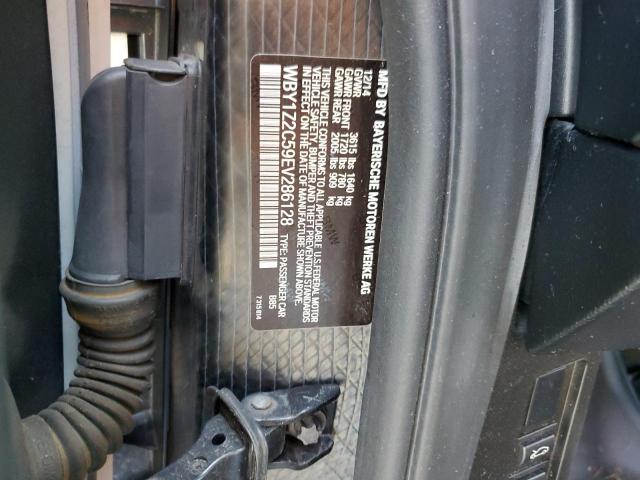 MFD BY BAYERISCHE MOTOREN WERKE AG
12/14
GVWR 3615 lbs 1640 kg
GAWR FRONT 1720 lbs 780 kg
GAWR REAR 2006 lbs 909 kg
THIS VEHICLE CONFORMS TO ALL APPLICABLE U.S. FEDERAL MOTOR
VEHICLE SAFETY, BUMPER AND THEFT PREVENTION STANDARDS
IN EFFECT ON THE DATE OF MANUFACTURE SHOWN ABOVE.
WBY1Z2C59EV286128
TYPE: PASSENGER CAR
B85